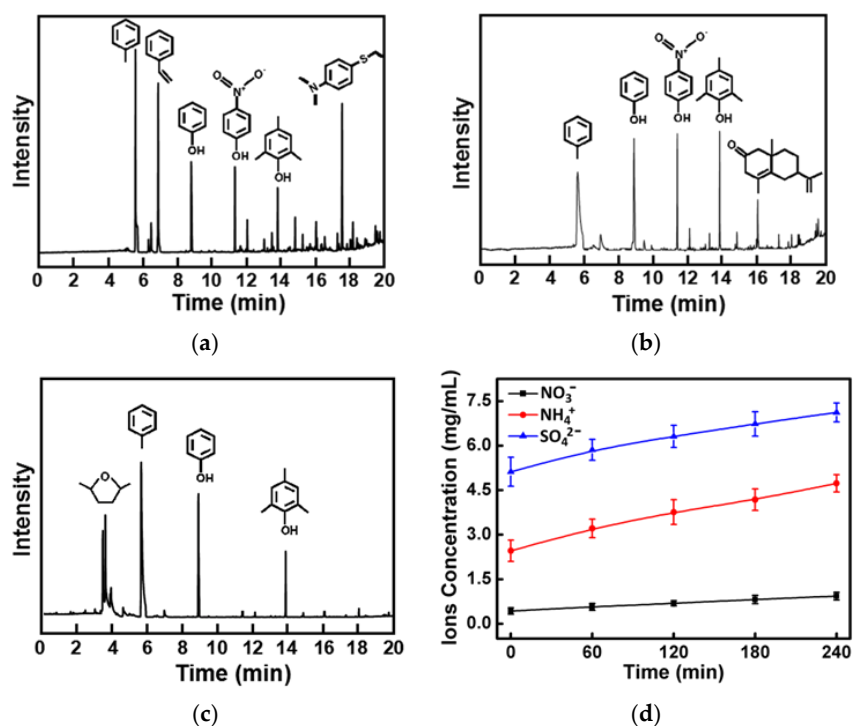 Intensity
O
N⁺
O⁻
S
N
OH
OH
OH
0 2 4 6 8 10 12 14 16 18 20
Time (min)
(a)
Intensity
O
N⁺
O⁻
OH
OH
OH
O
0 2 4 6 8 10 12 14 16 18 20
Time (min)
(b)
Intensity
O
OH
OH
0 2 4 6 8 10 12 14 16 18 20
Time (min)
(c)
Ions Concentration (mg/mL)
7.5
6.0
4.5
3.0
1.5
0.0
NO₃⁻
NH₄⁺
SO₄²⁻
0 60 120 180 240
Time (min)
(d)